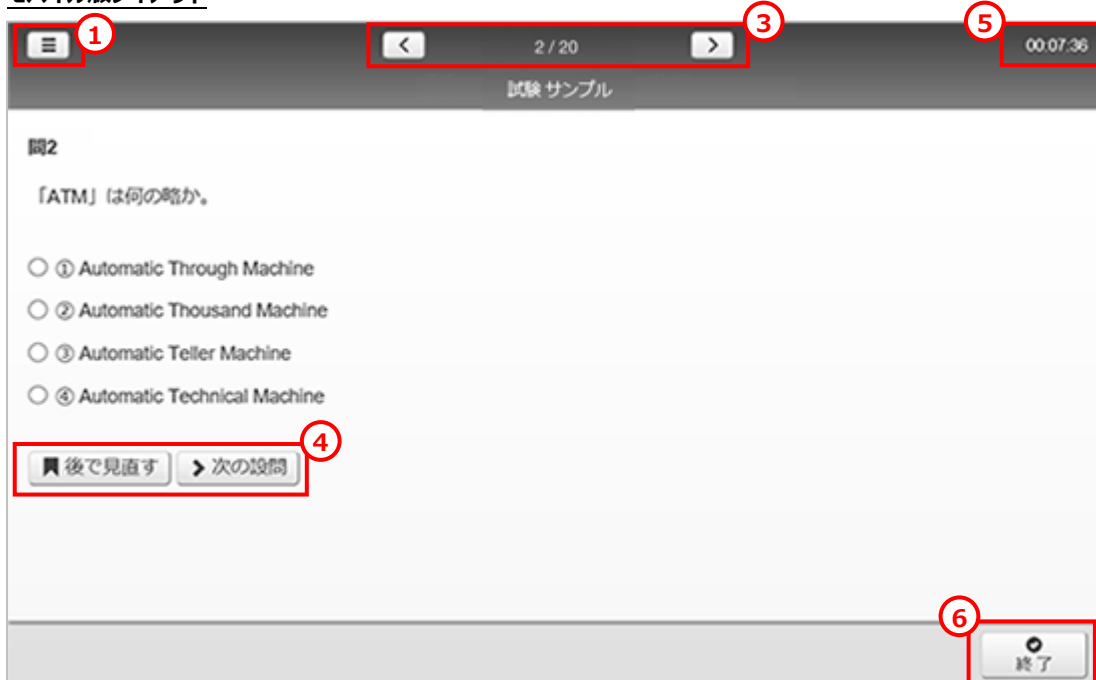 ①
2 / 20
③
⑤
00:07:36
試験 サンプル
問2
「ATM」は何の略か。
① Automatic Through Machine
② Automatic Thousand Machine
③ Automatic Teller Machine
④ Automatic Technical Machine
④
後で見直す 次の設問
⑥
終了